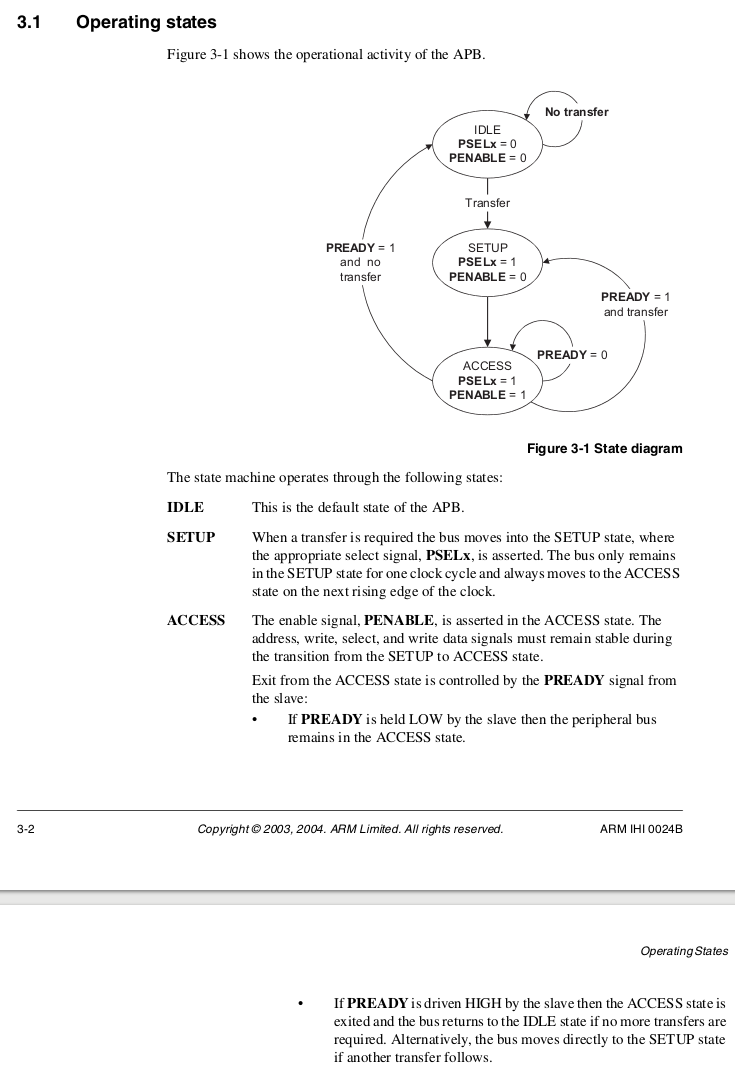 3.1 Operating states
Figure 3-1 shows the operational activity of the APB.
No transfer
IDLE
PSELx = 0
PENABLE = 0
Transfer
PREADY = 1
and no
transfer
SETUP
PSELx = 1
PENABLE = 0
PREADY = 1
and transfer
PREADY = 0
ACCESS
PSELx = 1
PENABLE = 1
Figure 3-1 State diagram
The state machine operates through the following states:
IDLE This is the default state of the APB.
SETUP When a transfer is required the bus moves into the SETUP state, where
the appropriate select signal, PSELx, is asserted. The bus only remains
in the SETUP state for one clock cycle and always moves to the ACCESS
state on the next rising edge of the clock.
ACCESS The enable signal, PENABLE, is asserted in the ACCESS state. The
address, write, select, and write data signals must remain stable during
the transition from the SETUP to ACCESS state.
Exit from the ACCESS state is controlled by the PREADY signal from
the slave:
• If PREADY is held LOW by the slave then the peripheral bus
remains in the ACCESS state.
3-2 Copyright © 2003, 2004. ARM Limited. All rights reserved. ARM IHI 0024B
Operating States
• If PREADY is driven HIGH by the slave then the ACCESS state is
exited and the bus returns to the IDLE state if no more transfers are
required. Alternatively, the bus moves directly to the SETUP state
if another transfer follows.